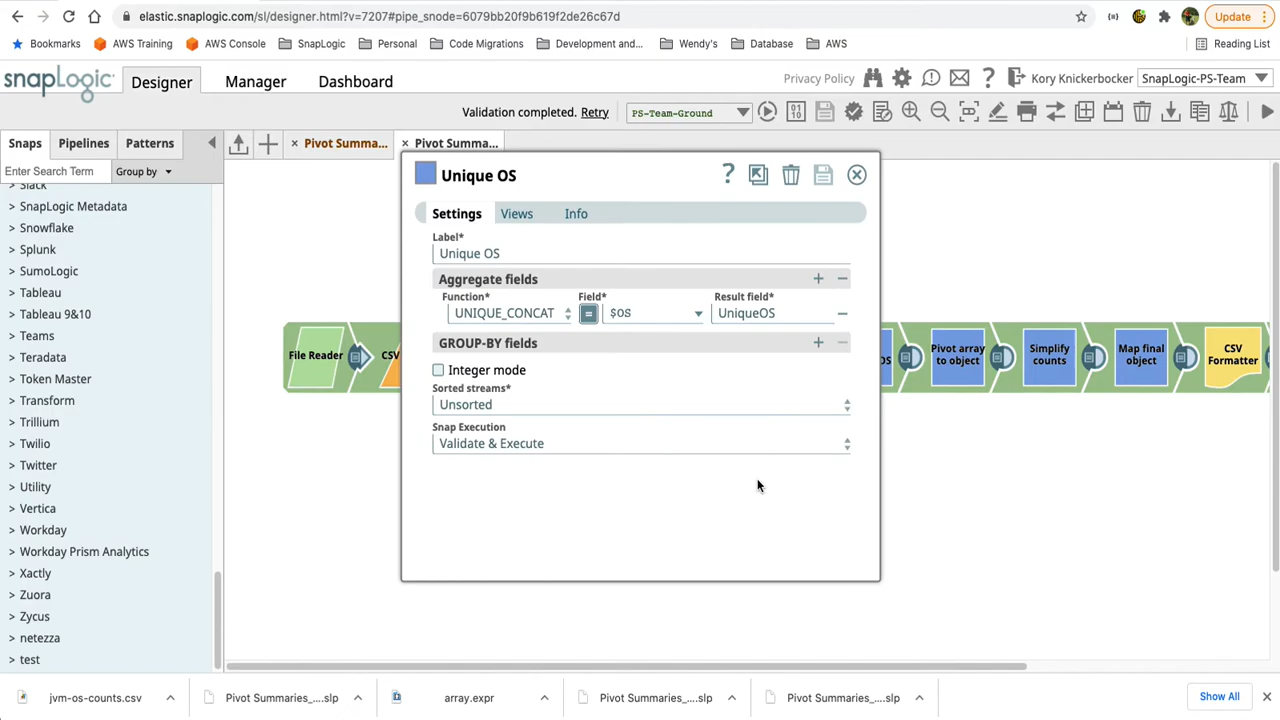 elastic.snaplogic.com/sl/designer.html?v=7207#pipe_snode=6079bb20f9b619f2de26c67d
Update
Bookmarks AWS Training AWS Console SnapLogic Personal Code Migrations Development and... Wendy's Database AWS Reading List
snapLogic Designer Manager Dashboard Privacy Policy Kory Knickerbocker SnapLogic-PS-Team
Validation completed. Retry PS-Team-Ground
Snaps Pipelines Patterns × Pivot Summa... × Pivot Summa...
Enter Search Term Group by
> Slack
> SnapLogic Metadata
> Snowflake
> Splunk
> SumoLogic
> Tableau
> Tableau 9&10
> Teams
> Teradata
> Token Master
> Transform
> Trillium
> Twilio
> Twitter
> Utility
> Vertica
> Workday
> Workday Prism Analytics
> Xactly
> Zuora
> Zycus
> netezza
> test
Unique OS
Settings Views Info
Label*
Unique OS
Aggregate fields
Function* Field* Result field*
UNIQUE_CONCAT = $OS UniqueOS
GROUP-BY fields
Integer mode
Sorted streams*
Unsorted
Snap Execution
Validate & Execute
File Reader
CSV
OS
Pivot array
to object
Simplify
counts
Map final
object
CSV
Formatter
jvm-os-counts.csv Pivot Summaries_....slp array.expr Pivot Summaries_....slp Pivot Summaries_....slp Show All